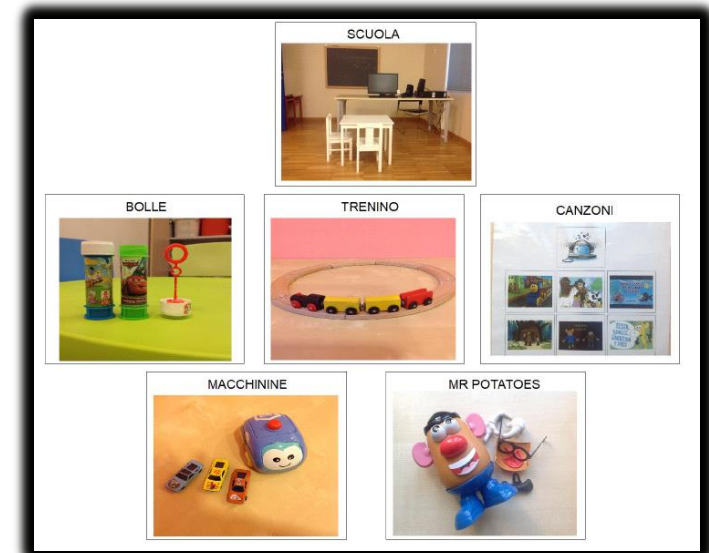 SCUOLA
BOLLE
TRENINO
CANZONI
MACCHININE
MR POTATOES